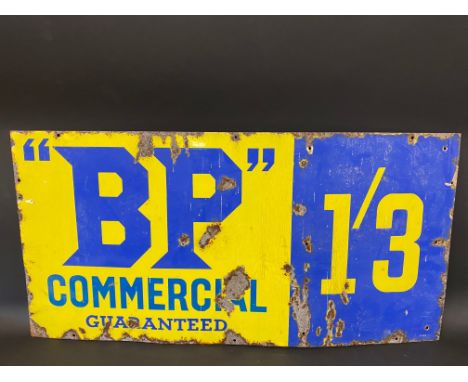 "BP"
COMMERCIAL
GUARANTEED
1/3